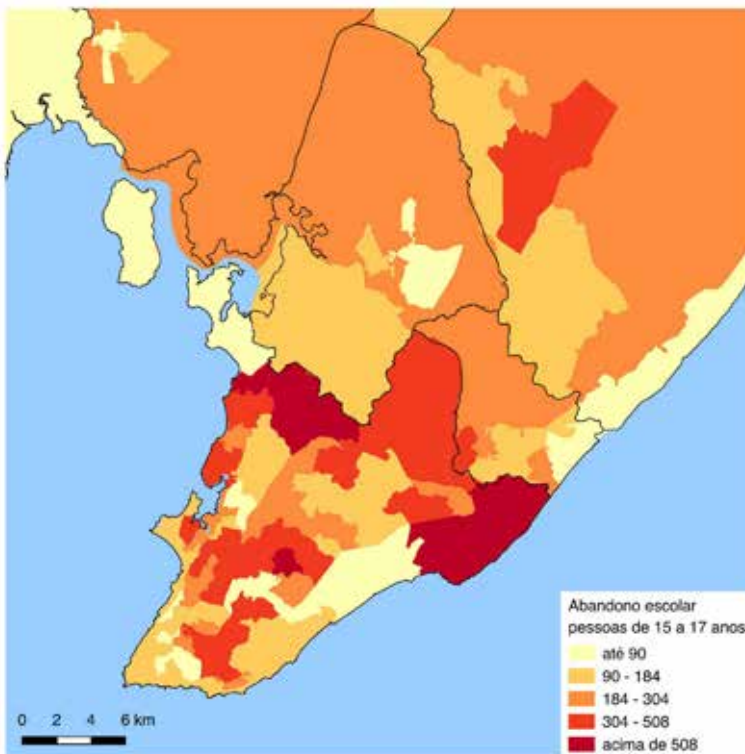 Abandono escolar
pessoas de 15 a 17 anos
até 90
90 - 184
184 - 304
304 - 508
acima de 508
0 2 4 6 km